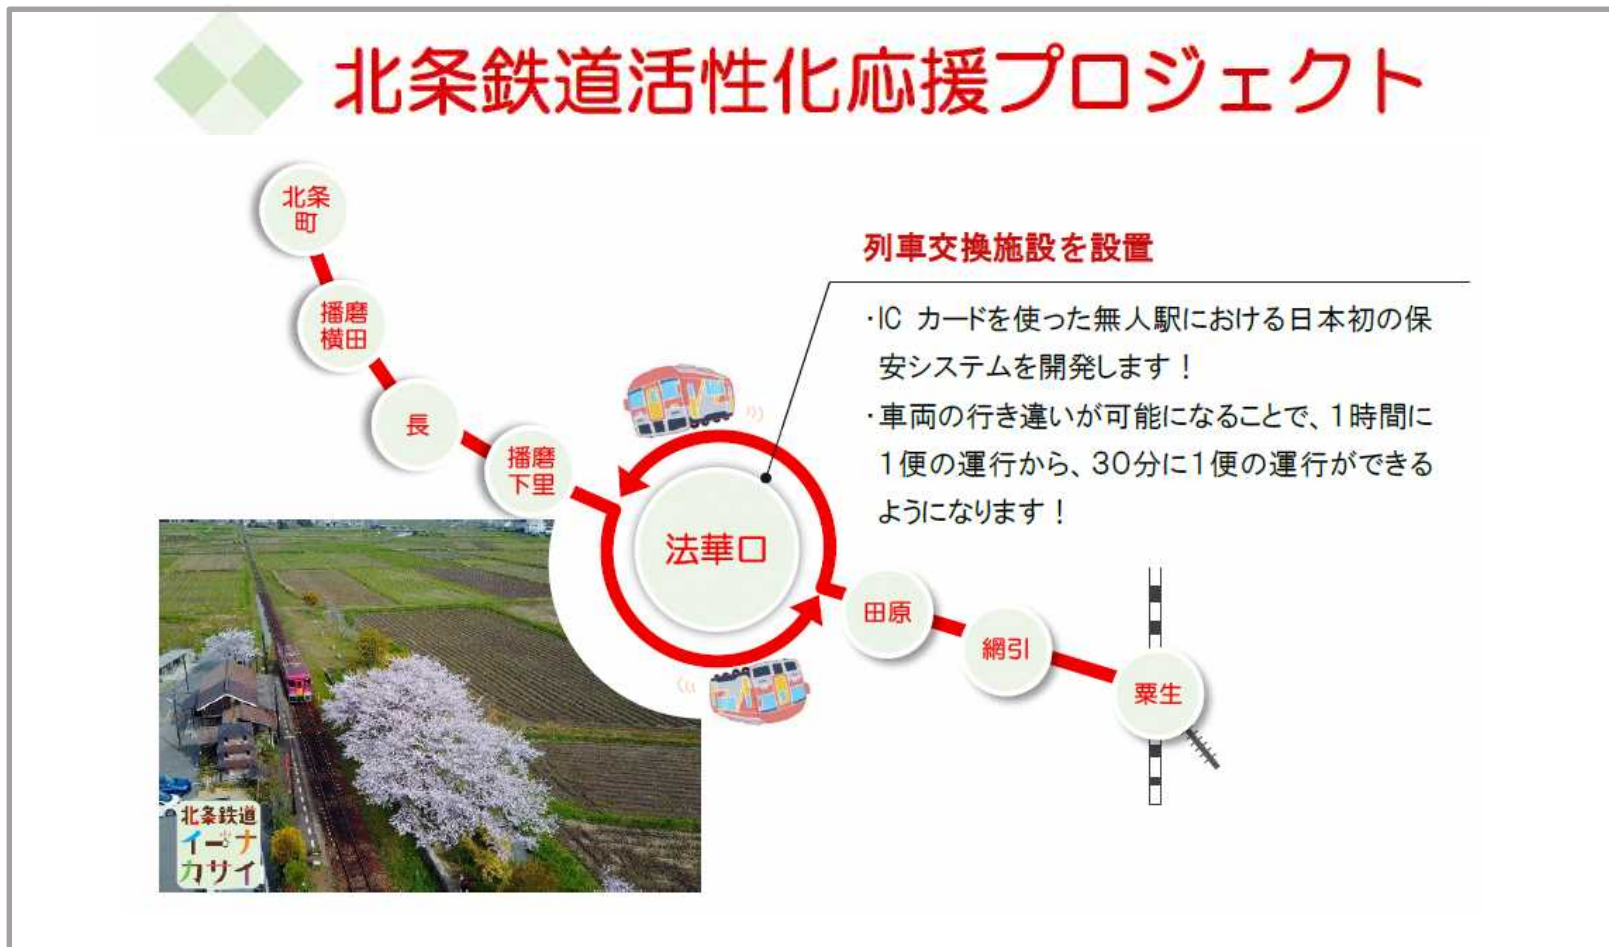 北条鉄道活性化応援プロジェクト
北条
町
播磨
横田
長
播磨
下里
法華口
田原
網引
粟生
列車交換施設を設置
・IC カードを使った無人駅における日本初の保
安システムを開発します！
・車両の行き違いが可能になることで、1時間に
1便の運行から、30分に1便の運行ができる
ようになります！
北条鉄道
イーナ
カサイ